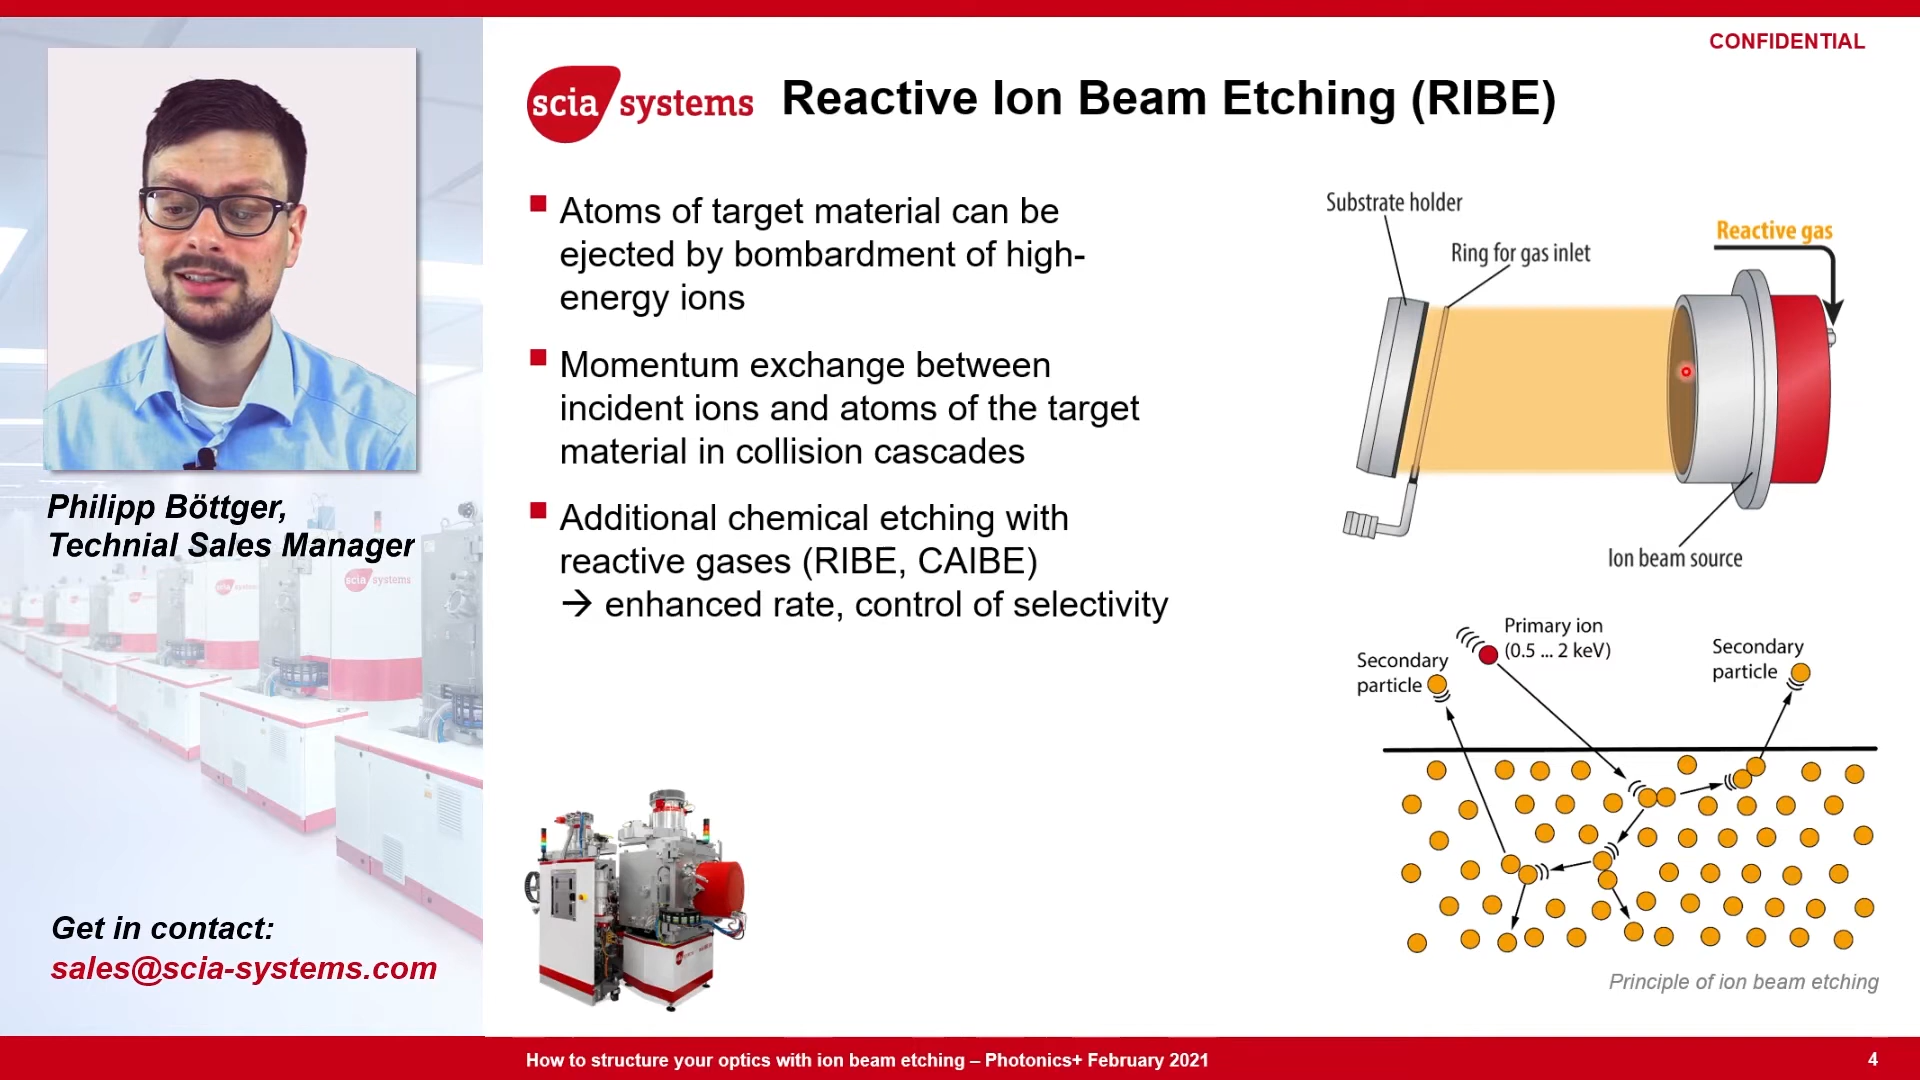 CONFIDENTIAL
scia systems
Reactive Ion Beam Etching (RIBE)
Atoms of target material can be
ejected by bombardment of high-
energy ions
Momentum exchange between
incident ions and atoms of the target
material in collision cascades
Additional chemical etching with
reactive gases (RIBE, CAIBE)
→ enhanced rate, control of selectivity
Substrate holder
Ring for gas inlet
Reactive gas
Ion beam source
Primary ion
(0.5 ... 2 keV)
Secondary
particle
Secondary
particle
Principle of ion beam etching
Philipp Böttger,
Technial Sales Manager
scia systems
scia systems
Get in contact:
sales@scia-systems.com
How to structure your optics with ion beam etching – Photonics+ February 2021
4